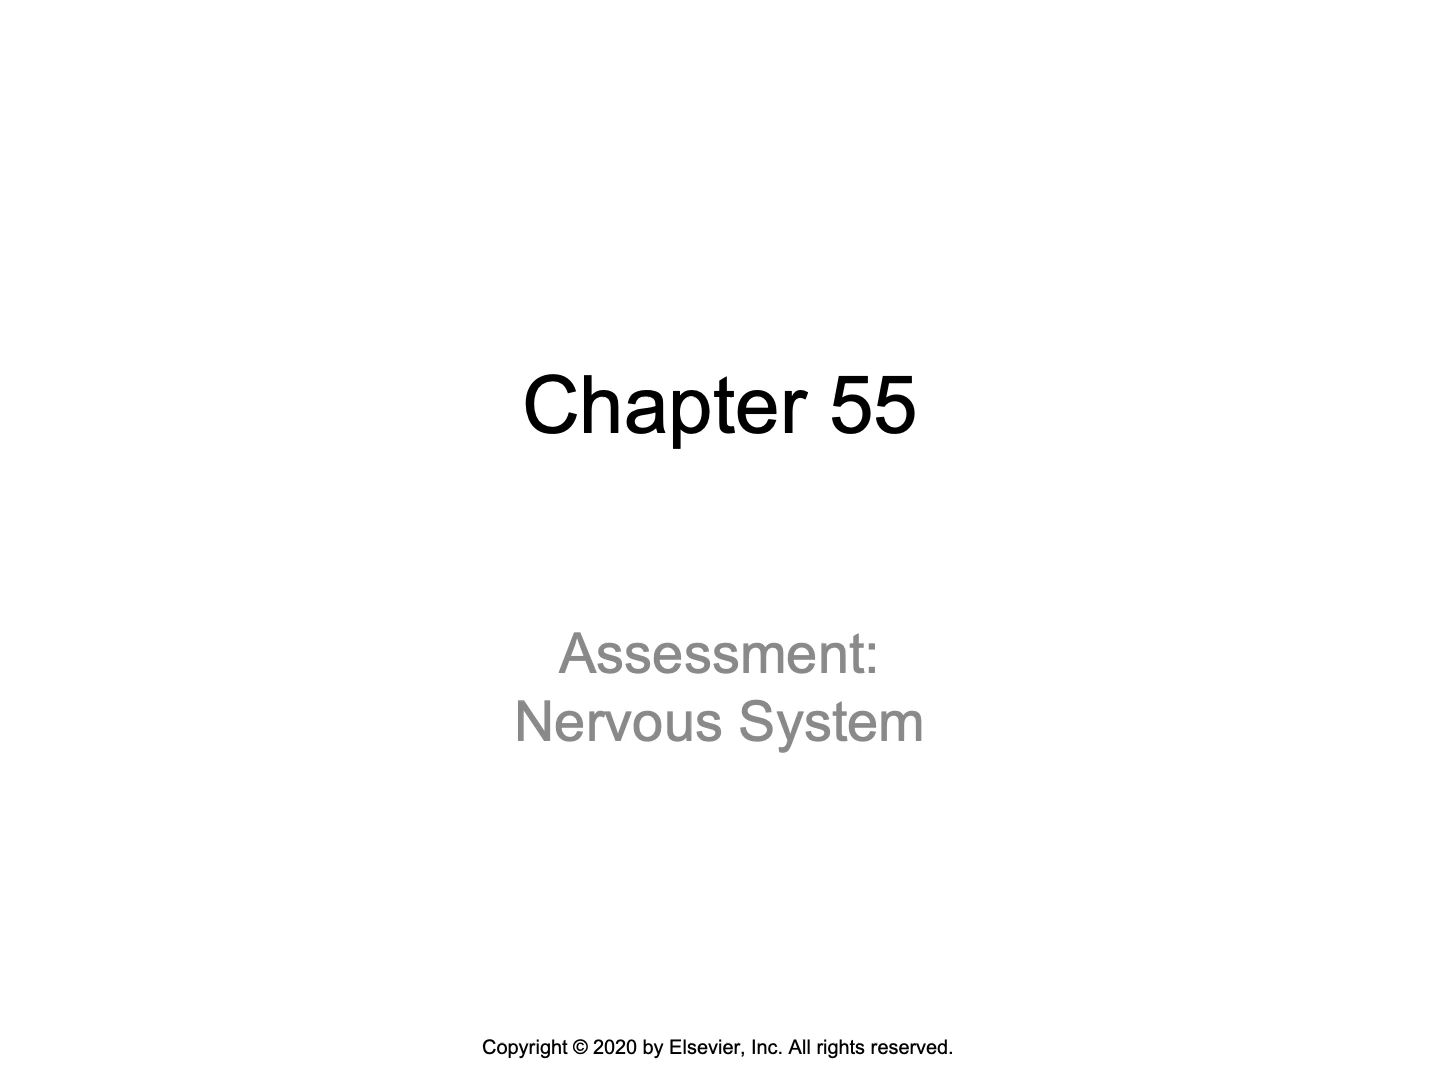 Chapter 55
Assessment:
Nervous System
Copyright © 2020 by Elsevier, Inc. All rights reserved.